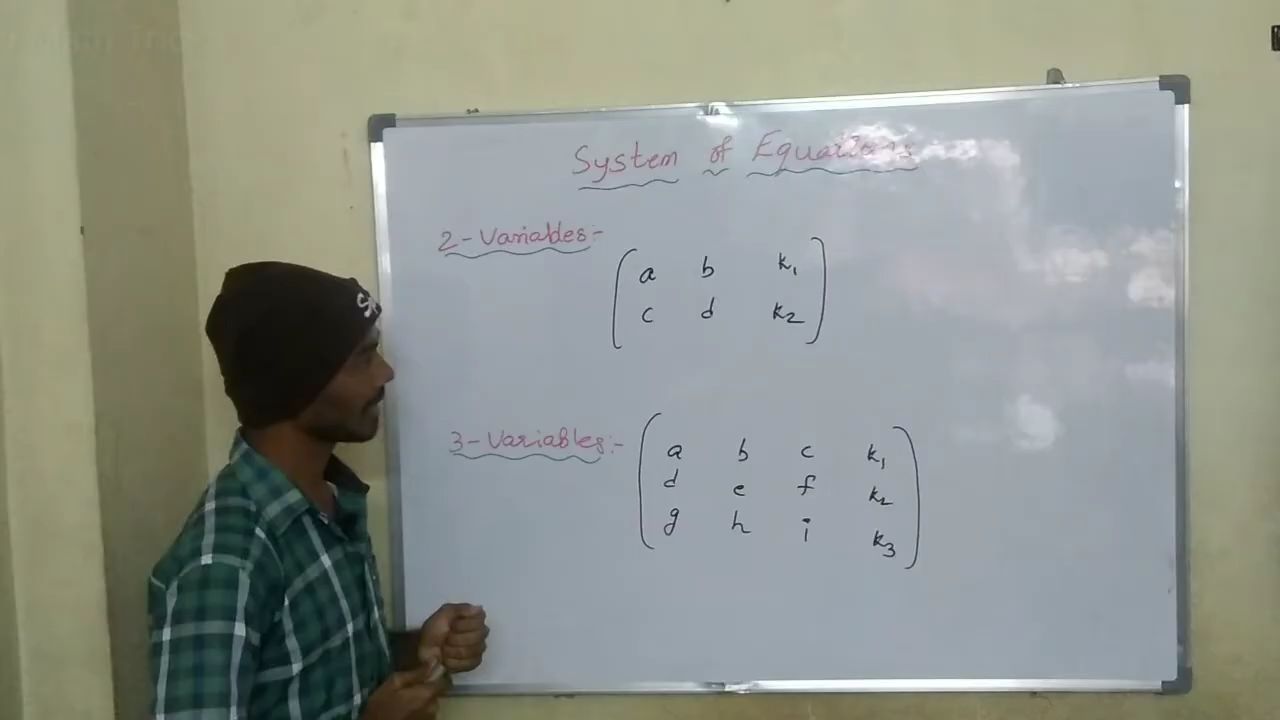 System of Equations
2-Variables:-
a b k₁
c d k₂
3-Variables:-
a b c k₁
d e f k₂
g h i k₃